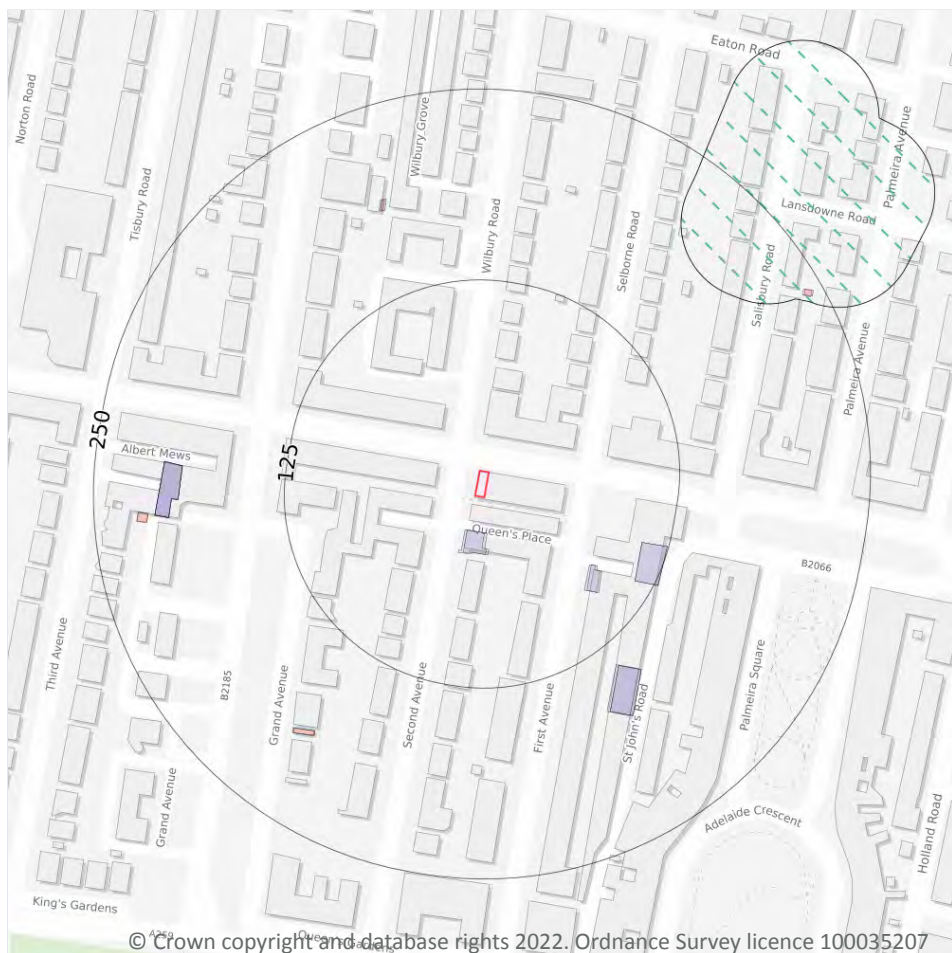 Eaton Road
Norton Road
Tisbury Road
Wilbury Grove
Palmeira Avenue
Lansdowne Road
Wilbury Road
Selborne Road
Salisbury Road
Palmeira Avenue
250
125
Albert Mews
Queen's Place
B2066
Third Avenue
B2185
Grand Avenue
Second Avenue
First Avenue
St John's Road
Palmeira Square
Grand Avenue
Adelaide Crescent
Holland Road
King's Gardens
A259
Queen's Gardens
© Crown copyright and database rights 2022. Ordnance Survey licence 100035207